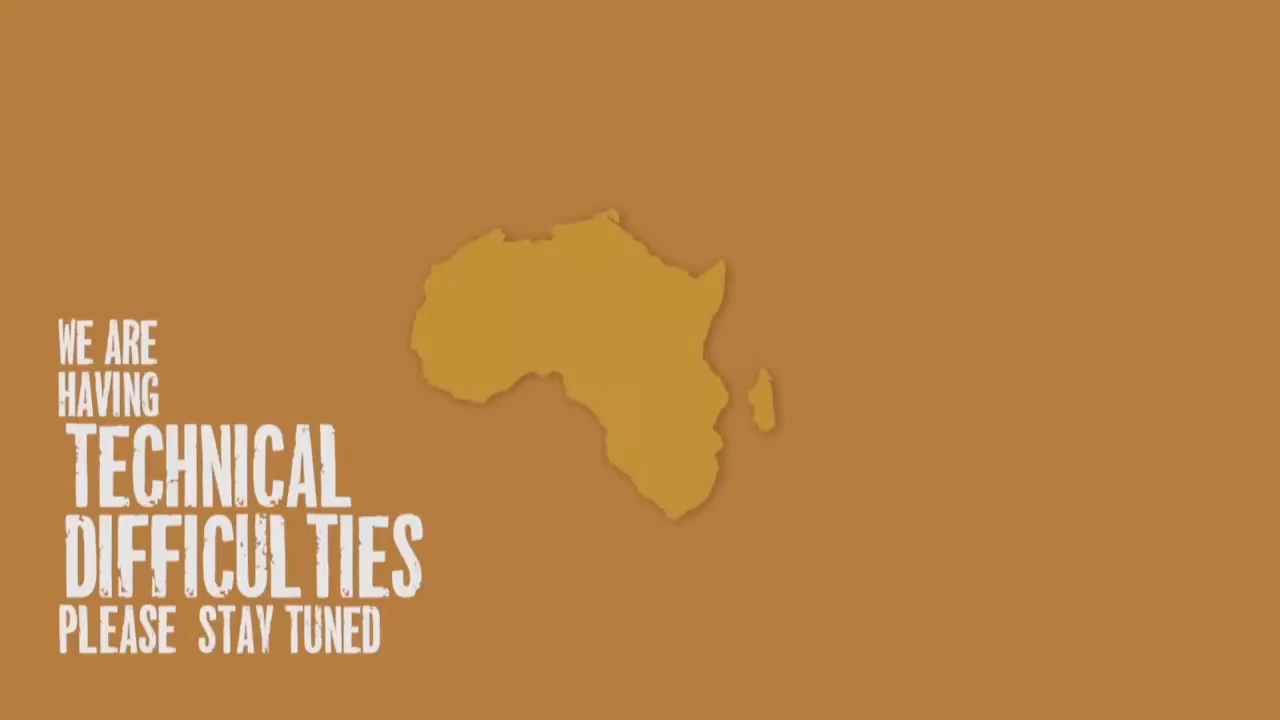 WE ARE
HAVING
TECHNICAL
DIFFICULTIES
PLEASE STAY TUNED